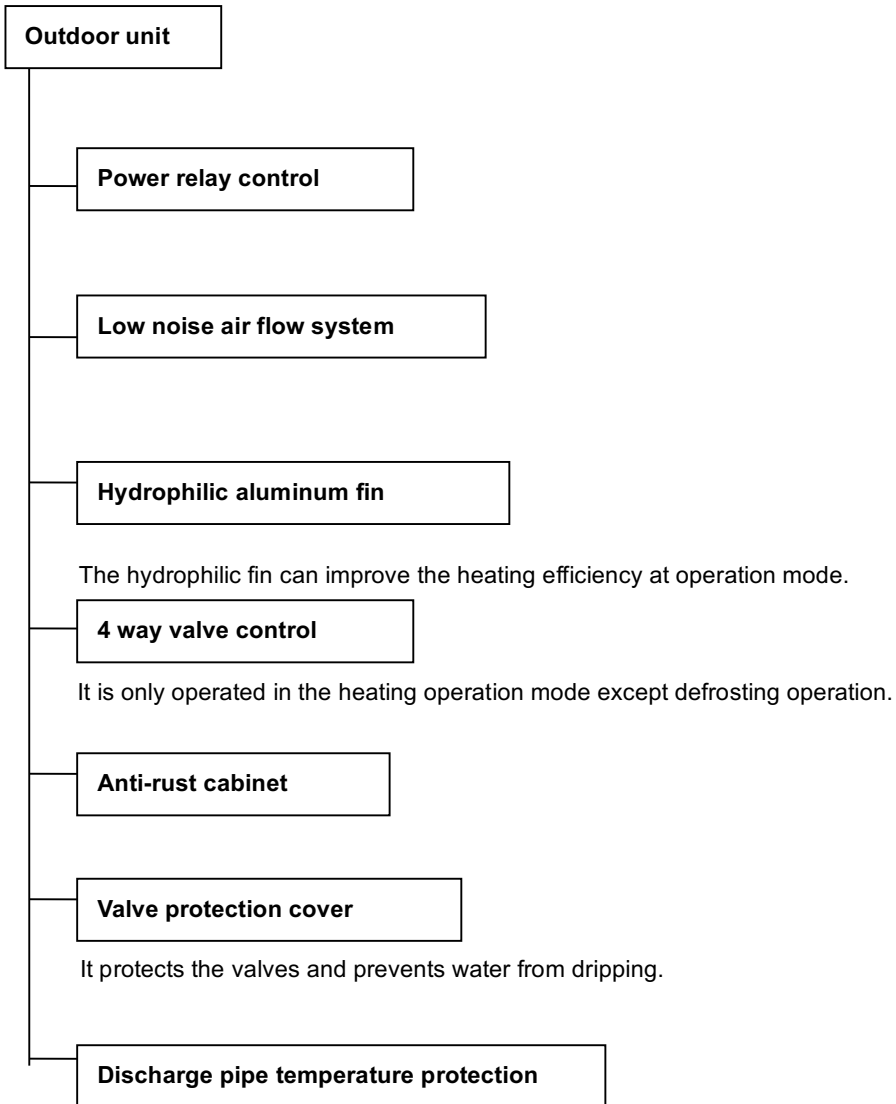 Outdoor unit
Power relay control
Low noise air flow system
Hydrophilic aluminum fin
The hydrophilic fin can improve the heating efficiency at operation mode.
4 way valve control
It is only operated in the heating operation mode except defrosting operation.
Anti-rust cabinet
Valve protection cover
It protects the valves and prevents water from dripping.
Discharge pipe temperature protection